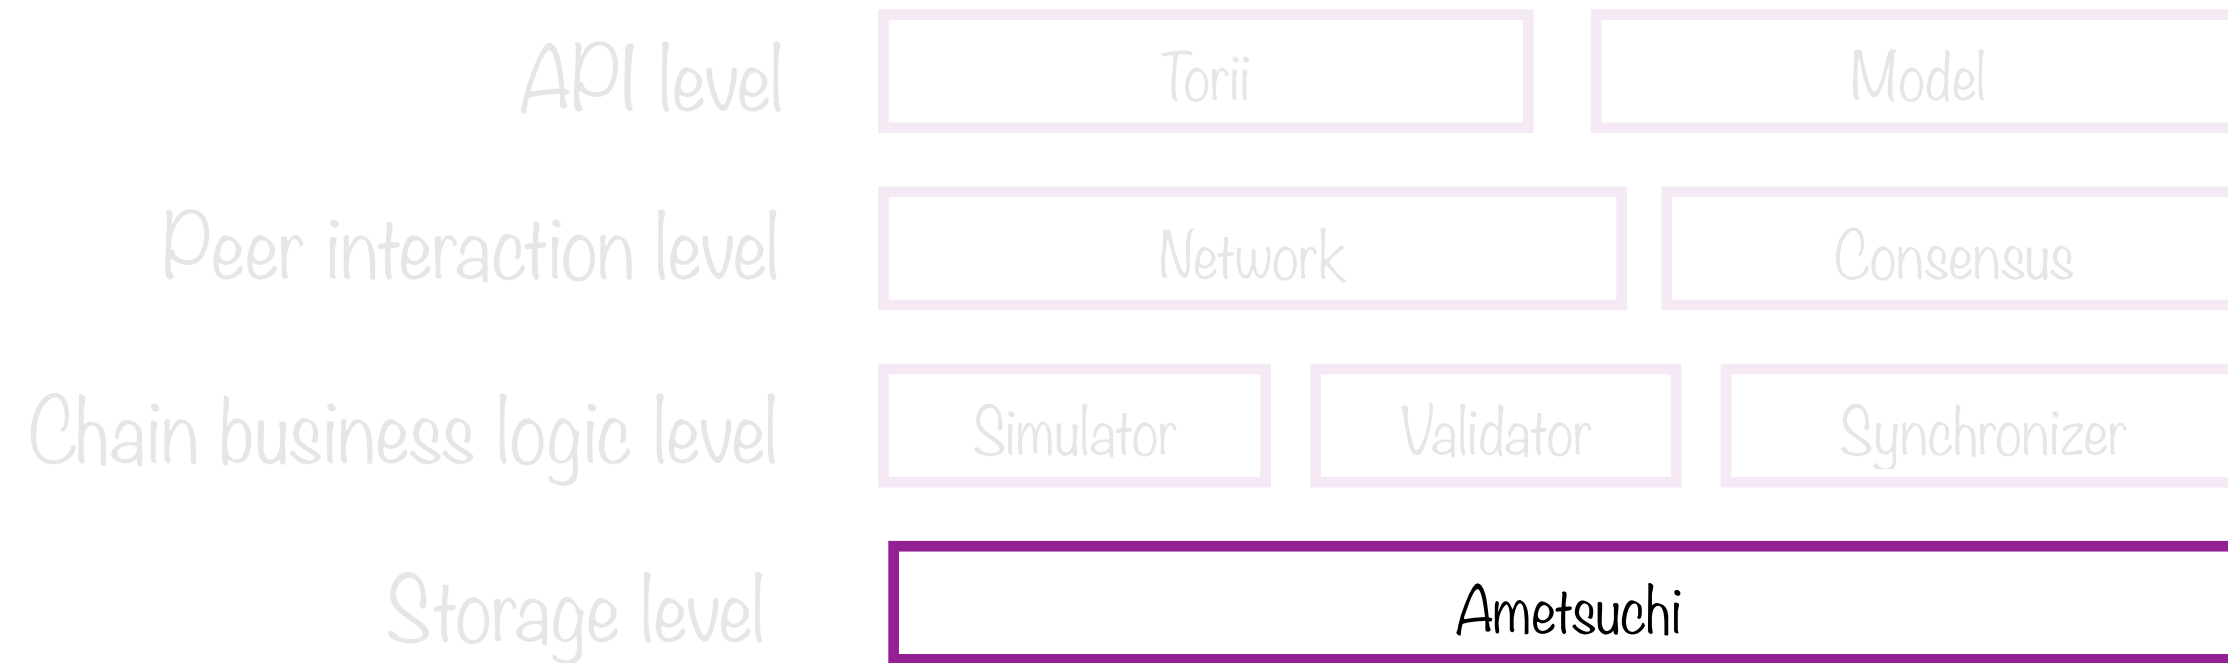 API level Torii Model
Peer interaction level Network Consensus
Chain business logic level Simulator Validator Synchronizer
Storage level Ametsuchi